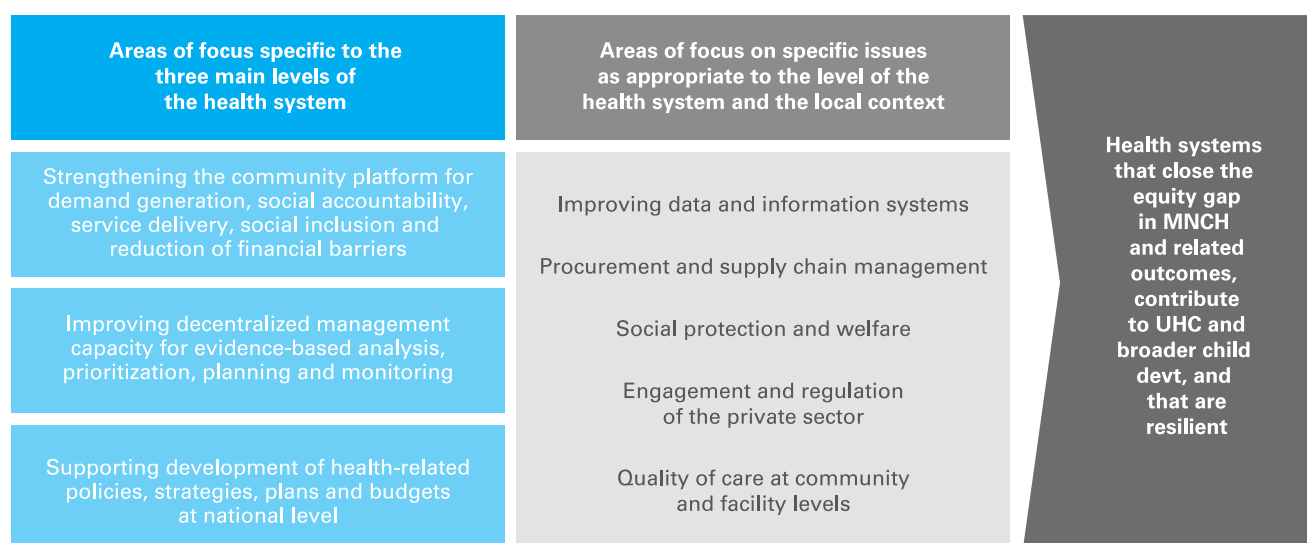 Areas of focus specific to the
three main levels of
the health system
Strengthening the community platform for
demand generation, social accountability,
service delivery, social inclusion and
reduction of financial barriers
Improving decentralized management
capacity for evidence-based analysis,
prioritization, planning and monitoring
Supporting development of health-related
policies, strategies, plans and budgets
at national level
Areas of focus on specific issues
as appropriate to the level of the
health system and the local context
Improving data and information systems
Procurement and supply chain management
Social protection and welfare
Engagement and regulation
of the private sector
Quality of care at community
and facility levels
Health systems
that close the
equity gap
in MNCH
and related
outcomes,
contribute
to UHC and
broader child
devt, and
that are
resilient